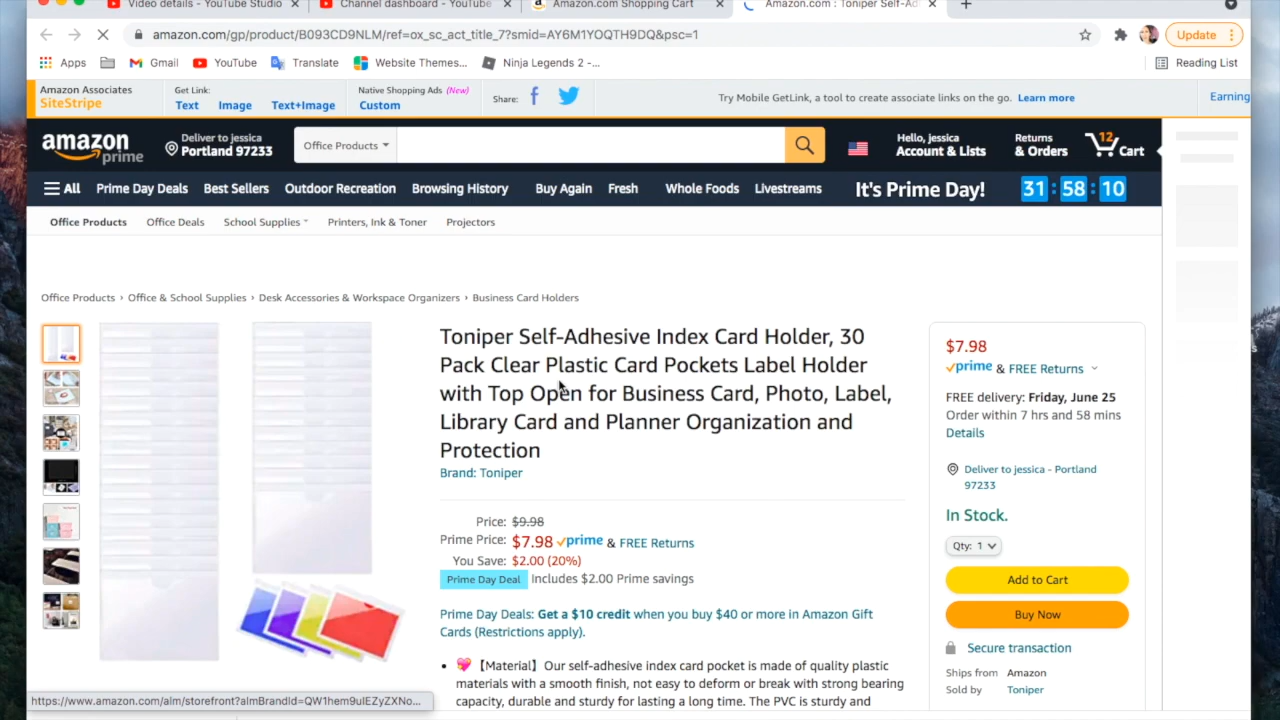 Video details - YouTube Studio
Channel dashboard - YouTube
Amazon.com Shopping Cart
Amazon.com : Toniper Self-Ad
amazon.com/gp/product/B093CD9NLM/ref=ox_sc_act_title_7?smid=AY6M1YOQTH9DQ&psc=1
Update
Apps
Gmail
YouTube
Translate
Website Themes...
Ninja Legends 2 -...
Reading List
Amazon Associates
SiteStripe
Get Link:
Text Image Text+Image
Native Shopping Ads (New)
Custom
Share:
Try Mobile GetLink, a tool to create associate links on the go. Learn more
Earning
amazon
prime
Deliver to jessica
Portland 97233
Office Products
Hello, jessica
Account & Lists
Returns
& Orders
12
Cart
All Prime Day Deals Best Sellers Outdoor Recreation Browsing History Buy Again Fresh Whole Foods Livestreams It's Prime Day! 31 : 58 : 10
Office Products Office Deals School Supplies Printers, Ink & Toner Projectors
Office Products › Office & School Supplies › Desk Accessories & Workspace Organizers › Business Card Holders
Toniper Self-Adhesive Index Card Holder, 30
Pack Clear Plastic Card Pockets Label Holder
with Top Open for Business Card, Photo, Label,
Library Card and Planner Organization and
Protection
Brand: Toniper
Price: $9.98
Prime Price: $7.98 prime & FREE Returns
You Save: $2.00 (20%)
Prime Day Deal Includes $2.00 Prime savings
Prime Day Deals: Get a $10 credit when you buy $40 or more in Amazon Gift
Cards (Restrictions apply).
• 💖【Material】Our self-adhesive index card pocket is made of quality plastic
materials with a smooth finish, not easy to deform or break with strong bearing
capacity, durable and sturdy for lasting a long time. The PVC is sturdy and
$7.98
prime & FREE Returns
FREE delivery: Friday, June 25
Order within 7 hrs and 58 mins
Details
Deliver to jessica - Portland
97233
In Stock.
Qty: 1
Add to Cart
Buy Now
Secure transaction
Ships from Amazon
Sold by Toniper
https://www.amazon.com/alm/storefront?almBrandId=QW1hem9uIEZyZXNo...